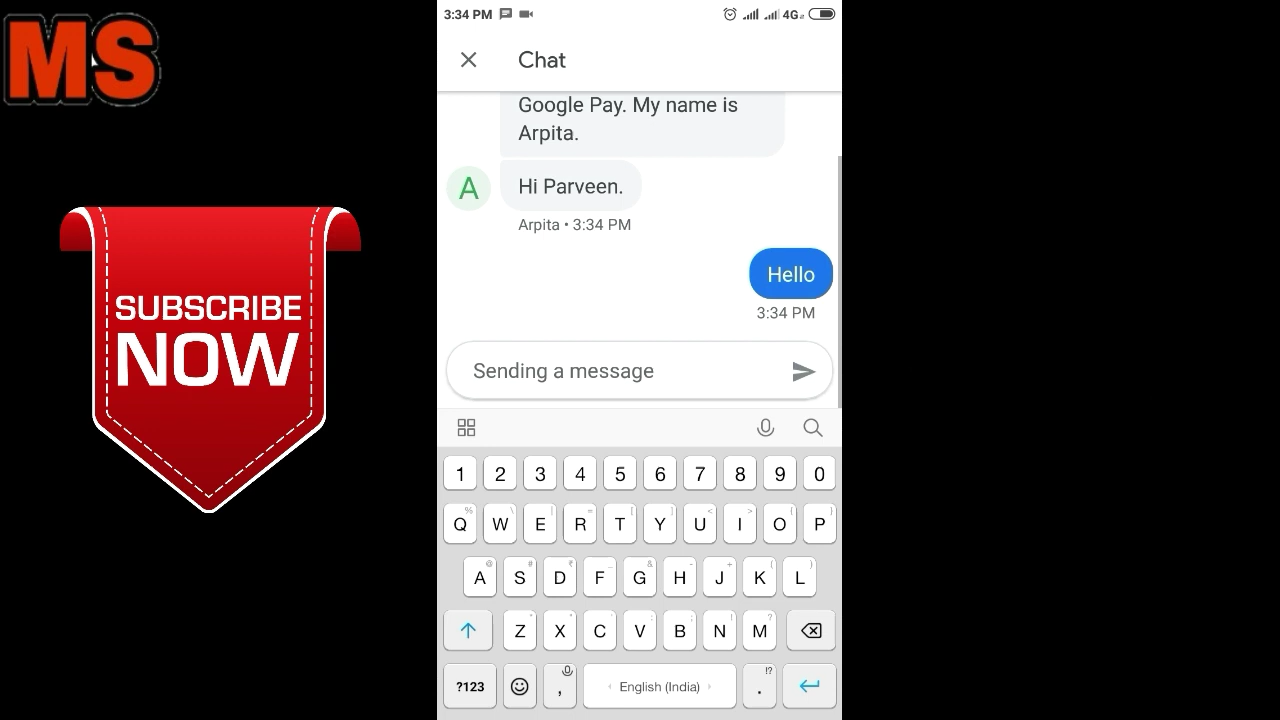 MS
SUBSCRIBE
NOW
3:34 PM
4G
Chat
Google Pay. My name is
Arpita.
A
Hi Parveen.
Arpita • 3:34 PM
Hello
3:34 PM
Sending a message
1 2 3 4 5 6 7 8 9 0
Q W E R T Y U I O P
A S D F G H J K L
Z X C V B N M
?123 , English (India) . !?